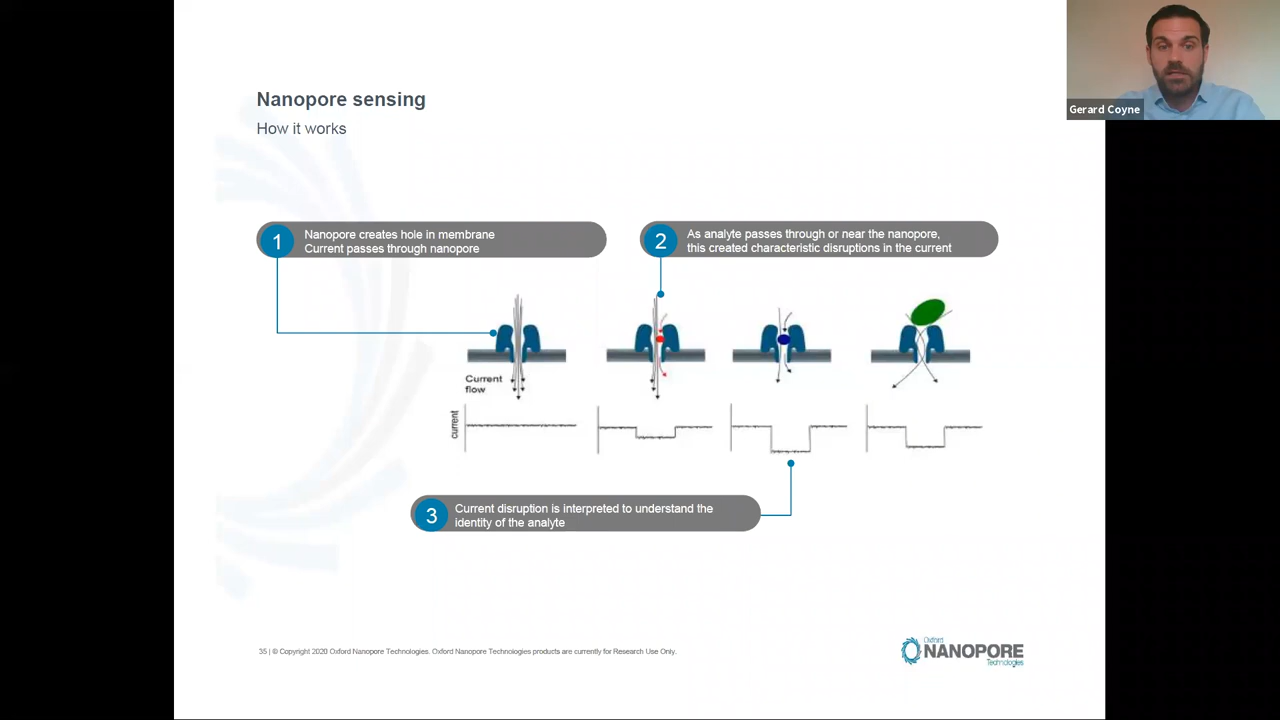 Gerard Coyne
Nanopore sensing
How it works
1
Nanopore creates hole in membrane
Current passes through nanopore
2
As analyte passes through or near the nanopore,
this created characteristic disruptions in the current
Current
flow
current
3
Current disruption is interpreted to understand the
identity of the analyte
35 | © Copyright 2020 Oxford Nanopore Technologies. Oxford Nanopore Technologies products are currently for Research Use Only.
Oxford
NANOPORE
Technologies